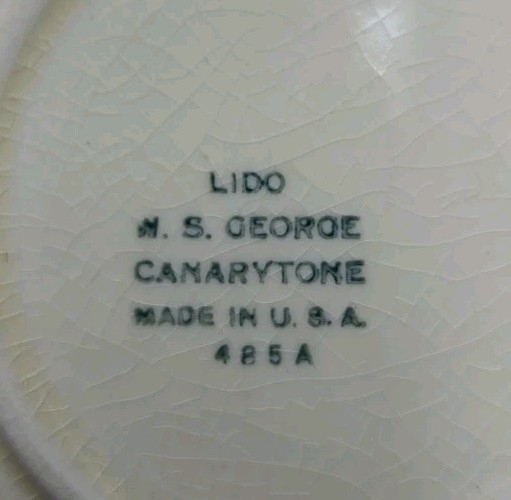 LIDO
W. S. GEORGE
CANARYTONE
MADE IN U. S. A.
485A